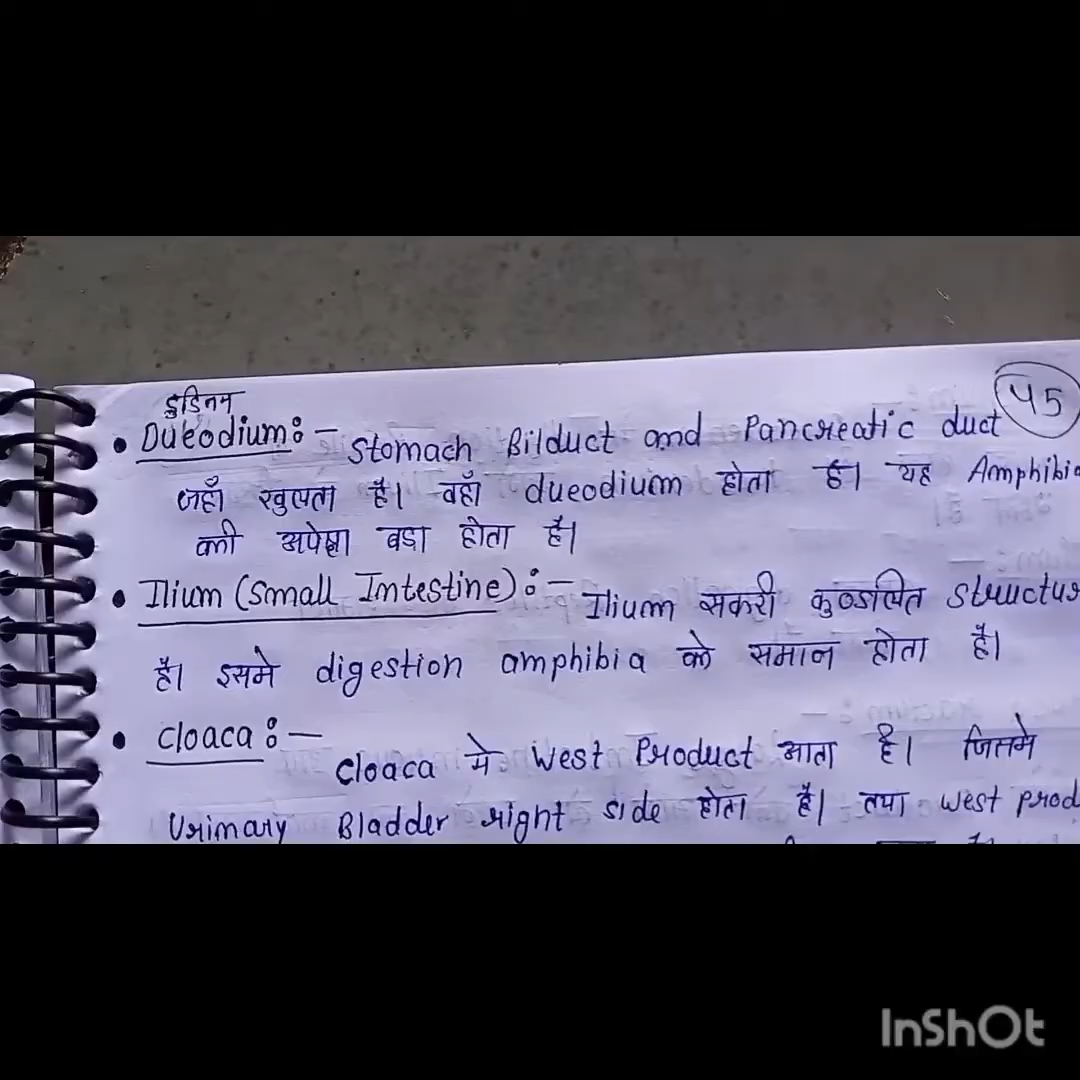 45
डुडिनम
• Dueodium:- Stomach Bilduct and Pancreatic duct
जहाँ खुलता है। वहाँ dueodium होता है। यह Amphibia
की अपेक्षा बडा होता है।
• Ilium (Small Intestine):- Ilium सकरी कुण्डलित structur
है। इसमे digestion amphibia के समान होता है।
• Cloaca:-
Cloaca मे West Product आता है। जिसमे
Urinary Bladder right side होता है। तथा west prod
InShOt